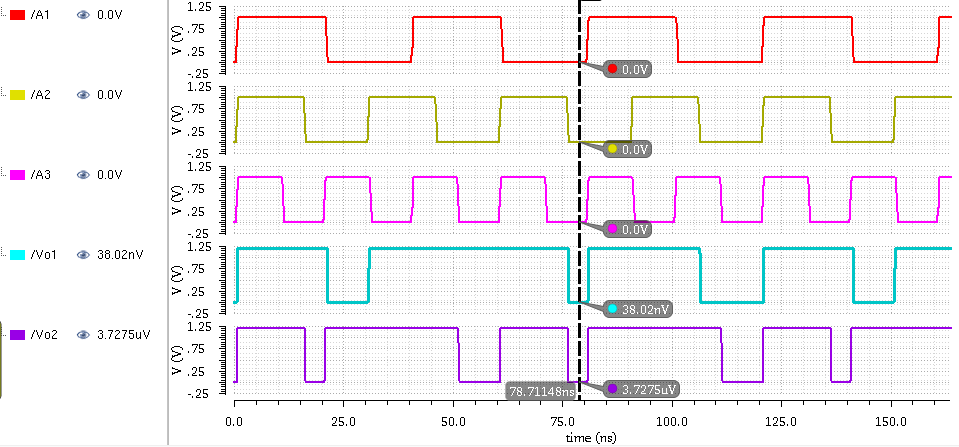 /A1 0.0V
V (V)
1.25
.75
.25
-.25
0.0V
/A2 0.0V
V (V)
1.25
.75
.25
-.25
0.0V
/A3 0.0V
V (V)
1.25
.75
.25
-.25
0.0V
/Vo1 38.02nV
V (V)
1.25
.75
.25
-.25
38.02nV
/Vo2 3.7275uV
V (V)
1.25
.75
.25
-.25
78.71148ns
3.7275uV
0.0 25.0 50.0 75.0 100.0 125.0 150.0
time (ns)